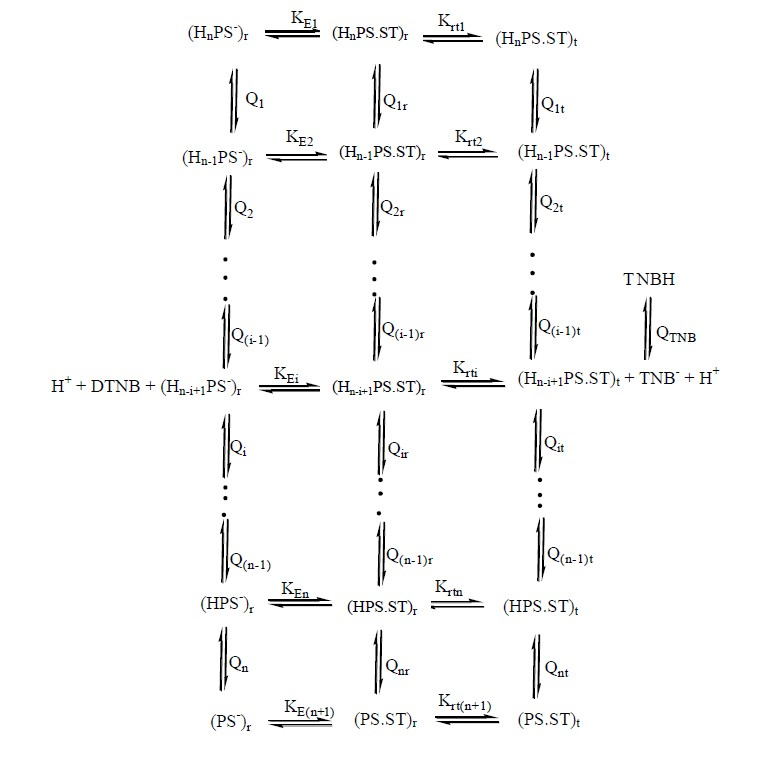 (HnPS-)r KE1 (HnPS.ST)r Krt1 (HnPS.ST)t
Q1 Q1r Q1t
(Hn-1PS-)r KE2 (Hn-1PS.ST)r Krt2 (Hn-1PS.ST)t
Q2 Q2r Q2t
TNBH
Q(i-1) Q(i-1)r Q(i-1)t QTNB
H+ + DTNB + (Hn-i+1PS-)r KEi (Hn-i+1PS.ST)r Krti (Hn-i+1PS.ST)t + TNB- + H+
Qi Qir Qit
Q(n-1) Q(n-1)r Q(n-1)t
(HPS-)r KEn (HPS.ST)r Krtn (HPS.ST)t
Qn Qnr Qnt
(PS-)r KE(n+1) (PS.ST)r Krt(n+1) (PS.ST)t